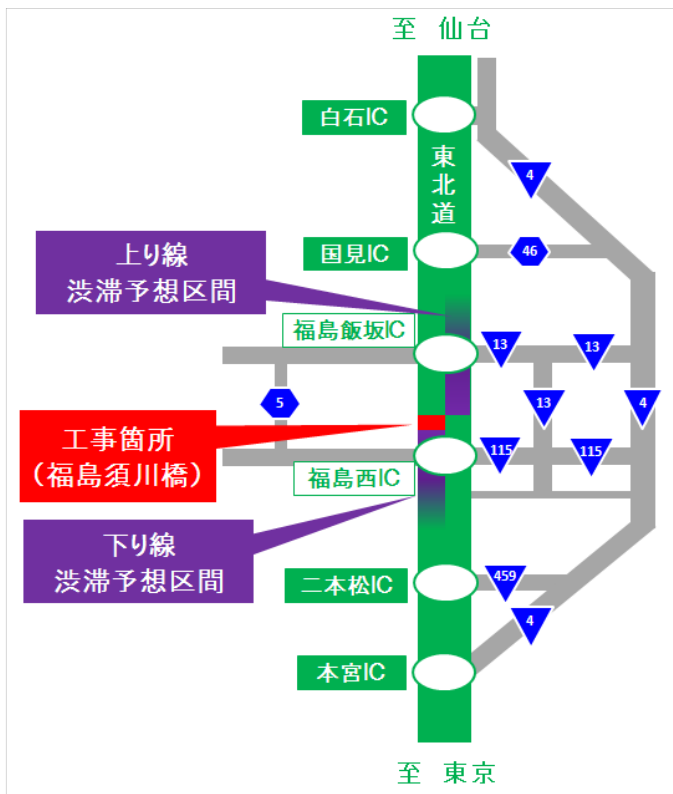 至 仙台
白石IC
東北道
4
国見IC
46
上り線
渋滞予想区間
福島飯坂IC
13
13
5
13
4
工事箇所
（福島須川橋）
115
115
福島西IC
下り線
渋滞予想区間
二本松IC
459
4
本宮IC
至 東京